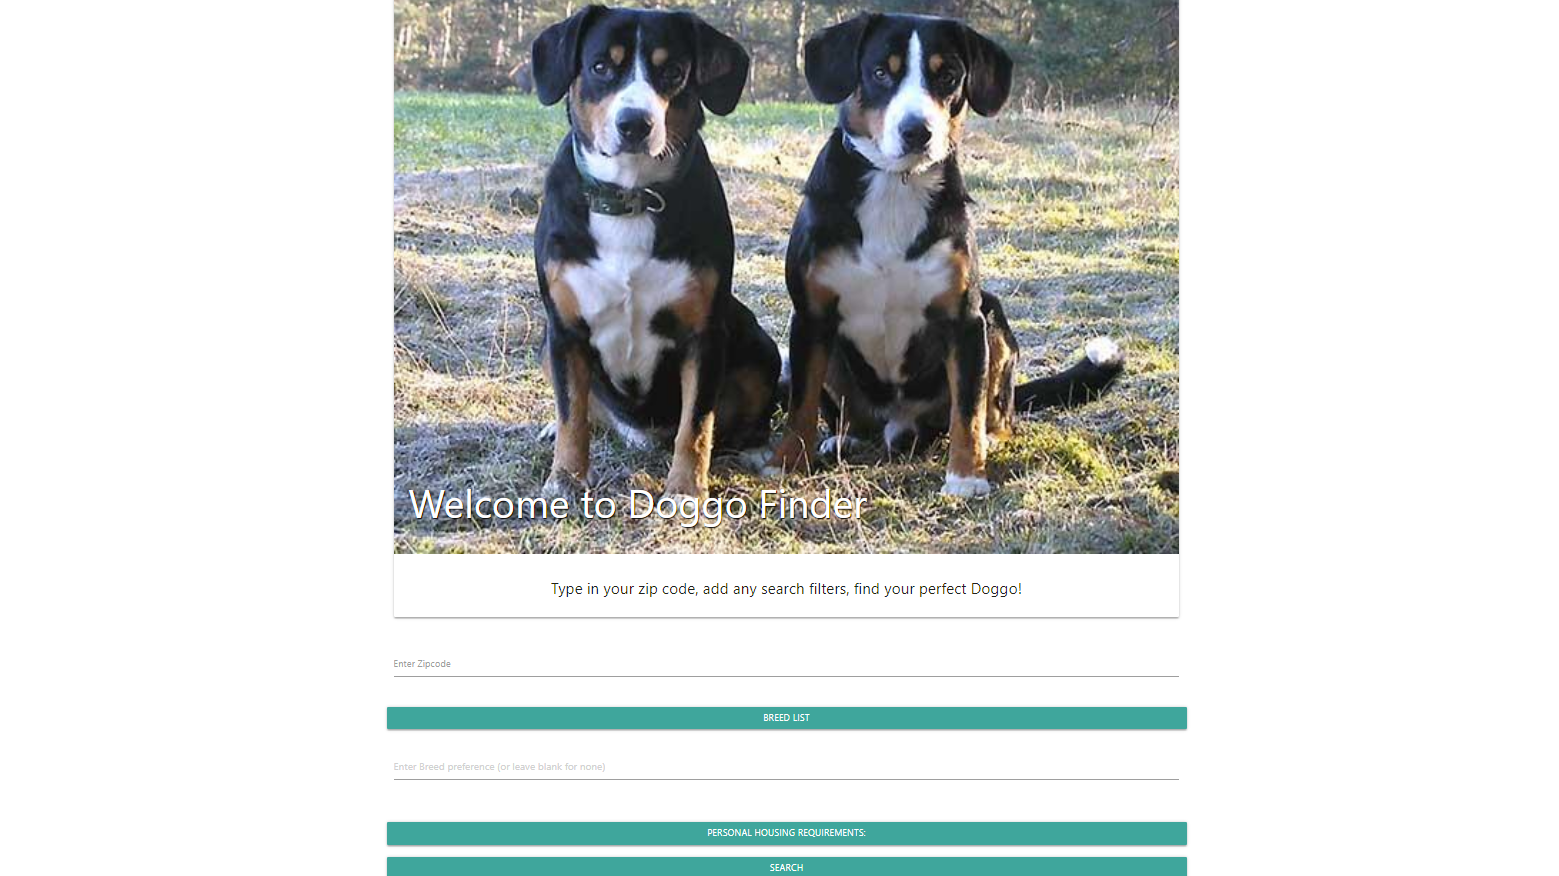 Welcome to Doggo Finder
Type in your zip code, add any search filters, find your perfect Doggo!
Enter Zipcode
BREED LIST
Enter Breed preference (or leave blank for none)
PERSONAL HOUSING REQUIREMENTS:
SEARCH